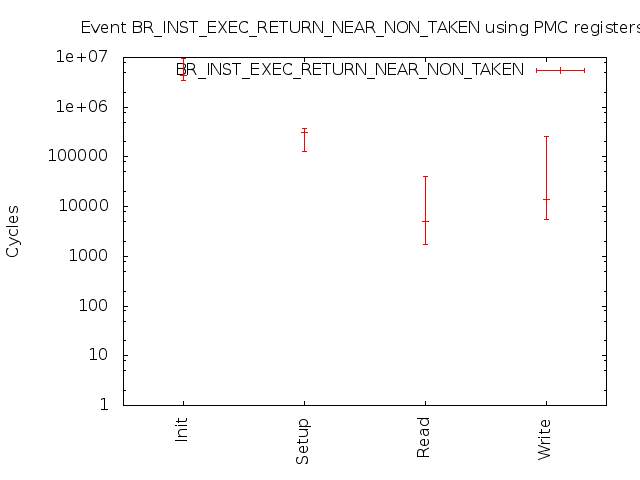 Event BR_INST_EXEC_RETURN_NEAR_NON_TAKEN using PMC registers
1e+07
BR_INST_EXEC_RETURN_NEAR_NON_TAKEN
1e+06
100000
10000
1000
100
10
1
Cycles
Init
Setup
Read
Write